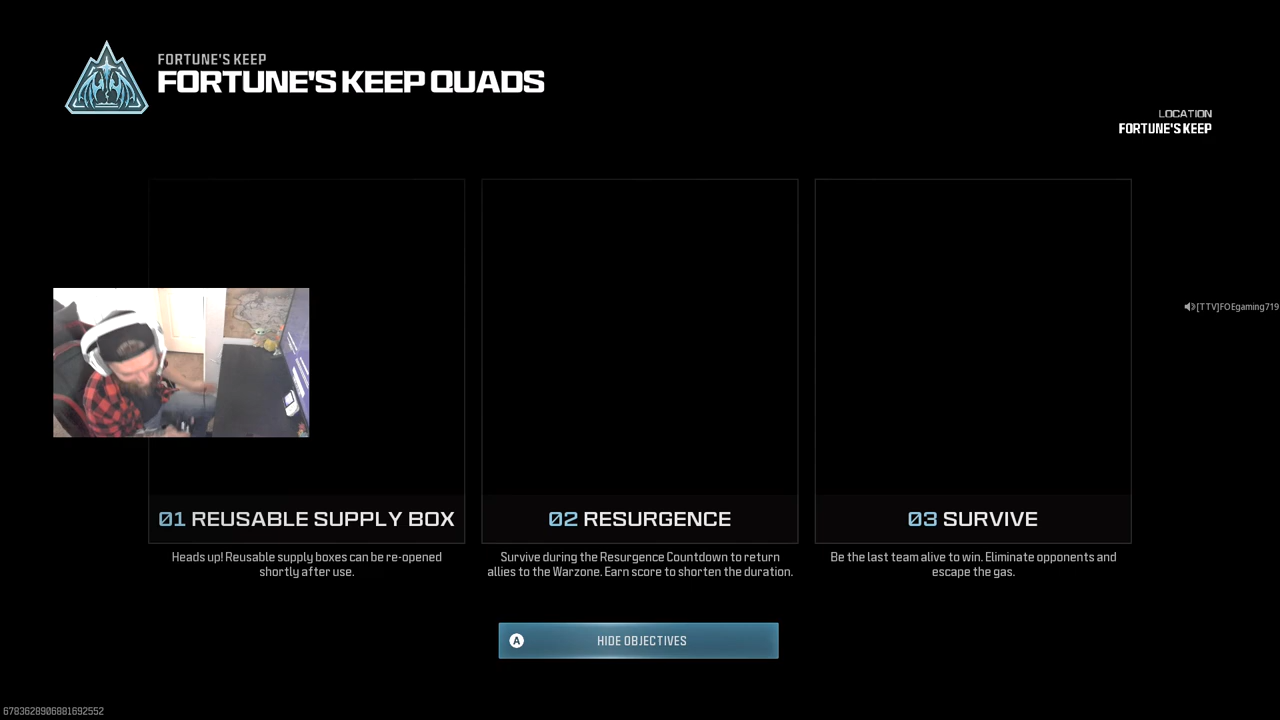 FORTUNE'S KEEP
FORTUNE'S KEEP QUADS
LOCATION
FORTUNE'S KEEP
[TTV]FOEgaming719
01 REUSABLE SUPPLY BOX
Heads up! Reusable supply boxes can be re-opened
shortly after use.
02 RESURGENCE
Survive during the Resurgence Countdown to return
allies to the Warzone. Earn score to shorten the duration.
03 SURVIVE
Be the last team alive to win. Eliminate opponents and
escape the gas.
A HIDE OBJECTIVES
6783628906881692552